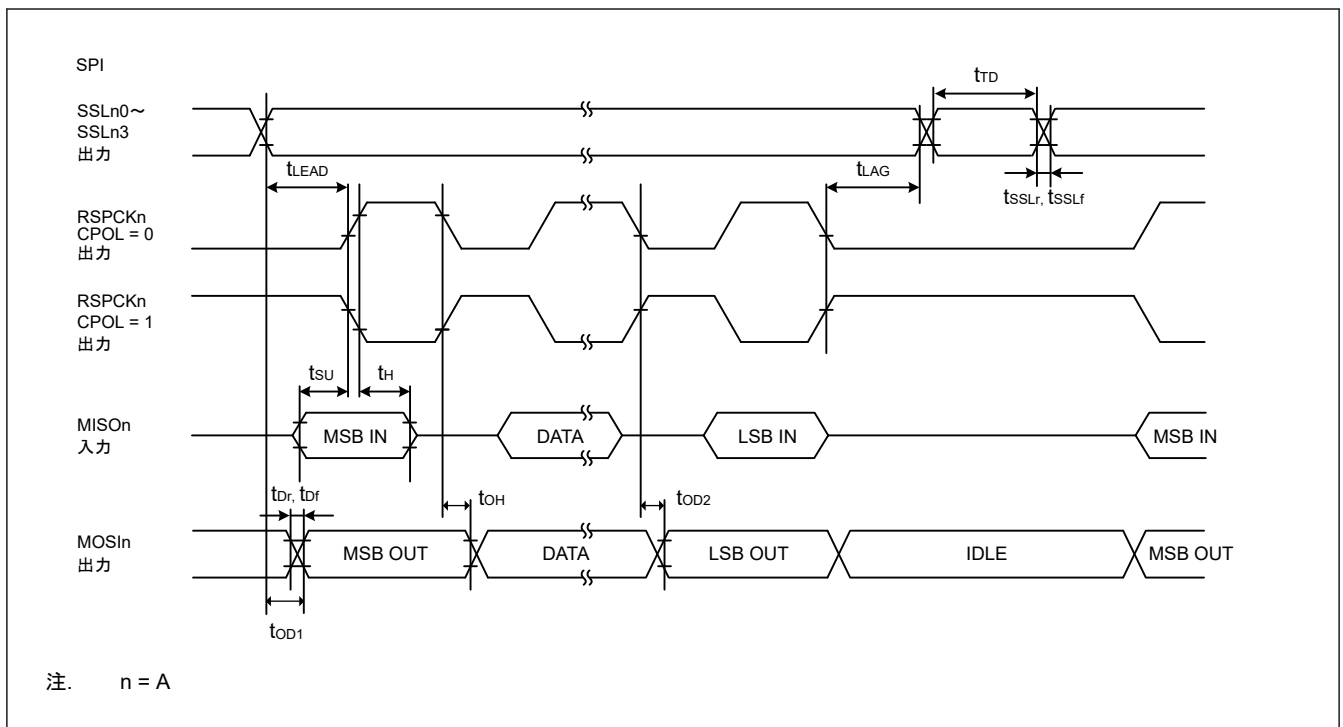 SPI
SSLn0～
SSLn3
出力
tTD
tLEAD
tLAG
tSSLr, tSSLf
RSPCKn
CPOL = 0
出力
RSPCKn
CPOL = 1
出力
tSU
tH
MISOn
入力
MSB IN
DATA
LSB IN
MSB IN
tDr, tDf
tOH
tOD2
MOSIn
出力
MSB OUT
DATA
LSB OUT
IDLE
MSB OUT
tOD1
注. n = A